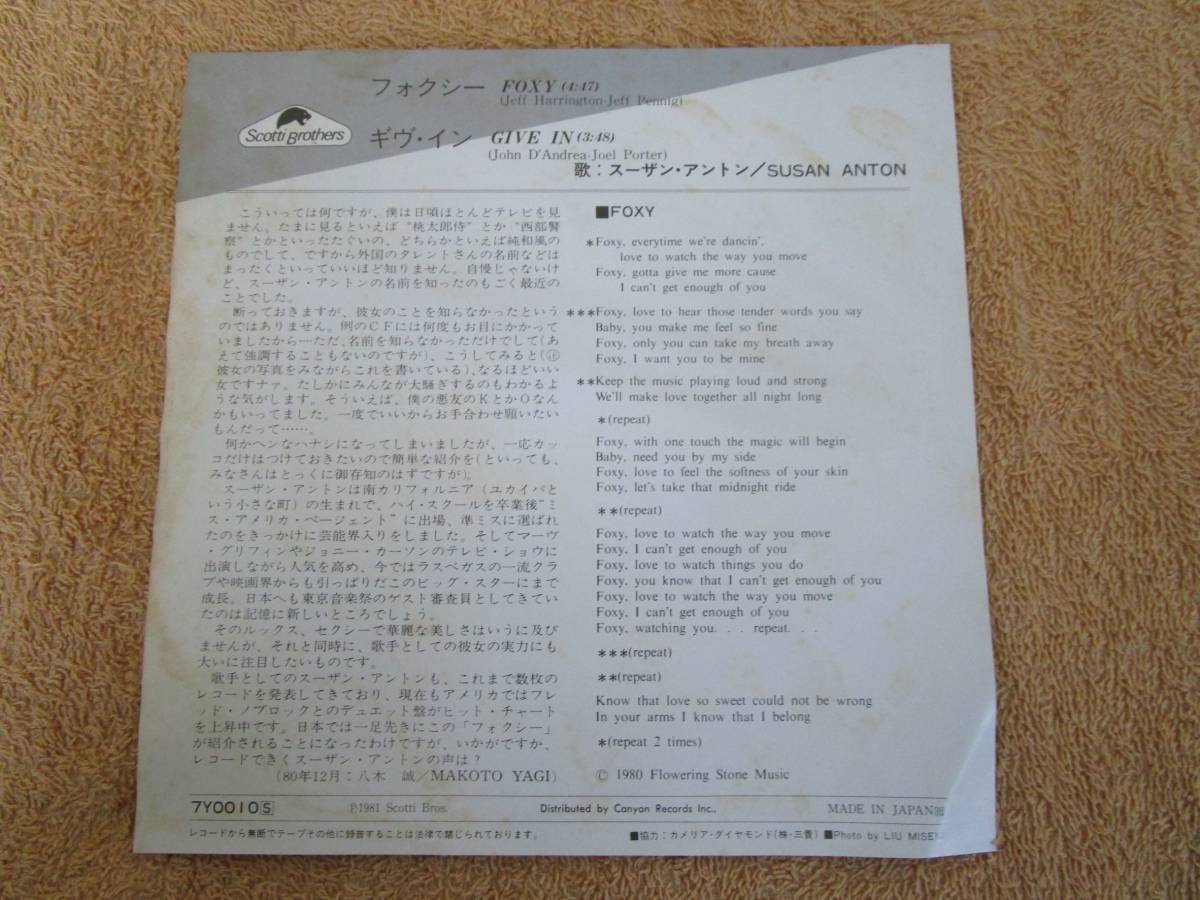 フォクシー FOXY (4:47)
(Jeff Harrington-Jeff Pennig)
Scotti Brothers
ギヴ・イン GIVE IN (3:48)
(John D'Andrea-Joel Porter)
歌：スーザン・アントン／SUSAN ANTON
こういっては何ですが、僕は日頃ほとんどテレビを見
ません。たまに見るといえば“桃太郎侍”とか“西部警
察”とかといったたぐいの、どちらかといえば純和風の
ものでして、ですから外国のタレントさんの名前などは
まったくといっていいほど知りません。自慢じゃないけ
ど、スーザン・アントンの名前を知ったのもごく最近の
ことでした。
断っておきますが、彼女のことを知らなかったという
のではありません。例のCFには何度もお目にかかって
いましたから…ただ、名前を知らなかっただけでして(あ
えて強調することもないのですが)、こうしてみると(㊟
彼女の写真をみながらこれを書いている)、なるほどいい
女ですナァ。たしかにみんなが大騒ぎするのもわかるよ
うな気がします。そういえば、僕の悪友のKとかOなん
かもいってました。一度でいいからお手合わせ願いたい
もんだって……。
何かヘンなハナシになってしまいましたが、一応カッ
コだけはつけておきたいので簡単な紹介を(といっても、
みなさんはとっくに御存知のはずですが)。
スーザン・アントンは南カリフォルニア(ユカイパと
いう小さな町)の生まれで、ハイ・スクールを卒業後“ミ
ス・アメリカ・ページェント”に出場、準ミスに選ばれ
たのをきっかけに芸能界入りをしました。そしてマーヴ
・グリフィンやジョニー・カーソンのテレビ・ショウに
出演しながら人気を高め、今ではラスベガスの一流クラ
ブや映画界からも引っぱりだこのビッグ・スターにまで
成長。日本へも東京音楽祭のゲスト審査員としてきてい
たのは記憶に新しいところでしょう。
そのルックス、セクシーで華麗な美しさはいうに及び
ませんが、それと同時に、歌手としての彼女の実力にも
大いに注目したいものです。
歌手としてのスーザン・アントンも、これまで数枚の
レコードを発表してきており、現在もアメリカではフレ
ッド・ノブロックとのデュエット盤がヒット・チャート
を上昇中です。日本では一足先きにこの「フォクシー」
が紹介されることになったわけですが、いかがですか、
レコードできくスーザン・アントンの声は？
(80年12月：八木 誠／MAKOTO YAGI)
■FOXY
*Foxy, everytime we're dancin',
love to watch the way you move
Foxy, gotta give me more cause
I can't get enough of you
***Foxy, love to hear those tender words you say
Baby, you make me feel so fine
Foxy, only you can take my breath away
Foxy, I want you to be mine
**Keep the music playing loud and strong
We'll make love together all night long
*(repeat)
Foxy, with one touch the magic will begin
Baby, need you by my side
Foxy, love to feel the softness of your skin
Foxy, let's take that midnight ride
**(repeat)
Foxy, love to watch the way you move
Foxy, I can't get enough of you
Foxy, love to watch things you do
Foxy, you know that I can't get enough of you
Foxy, love to watch the way you move
Foxy, I can't get enough of you
Foxy, watching you. . . repeat. . .
***(repeat)
**(repeat)
Know that love so sweet could not be wrong
In your arms I know that I belong
*(repeat 2 times)
© 1980 Flowering Stone Music
7Y0010 S ℗1981 Scotti Bros. Distributed by Canyon Records Inc., MADE IN JAPAN
レコードから無断でテープその他に録音することは法律で禁じられております。
■協力：カメリア・ダイヤモンド(株・三貴) ■Photo by LIU